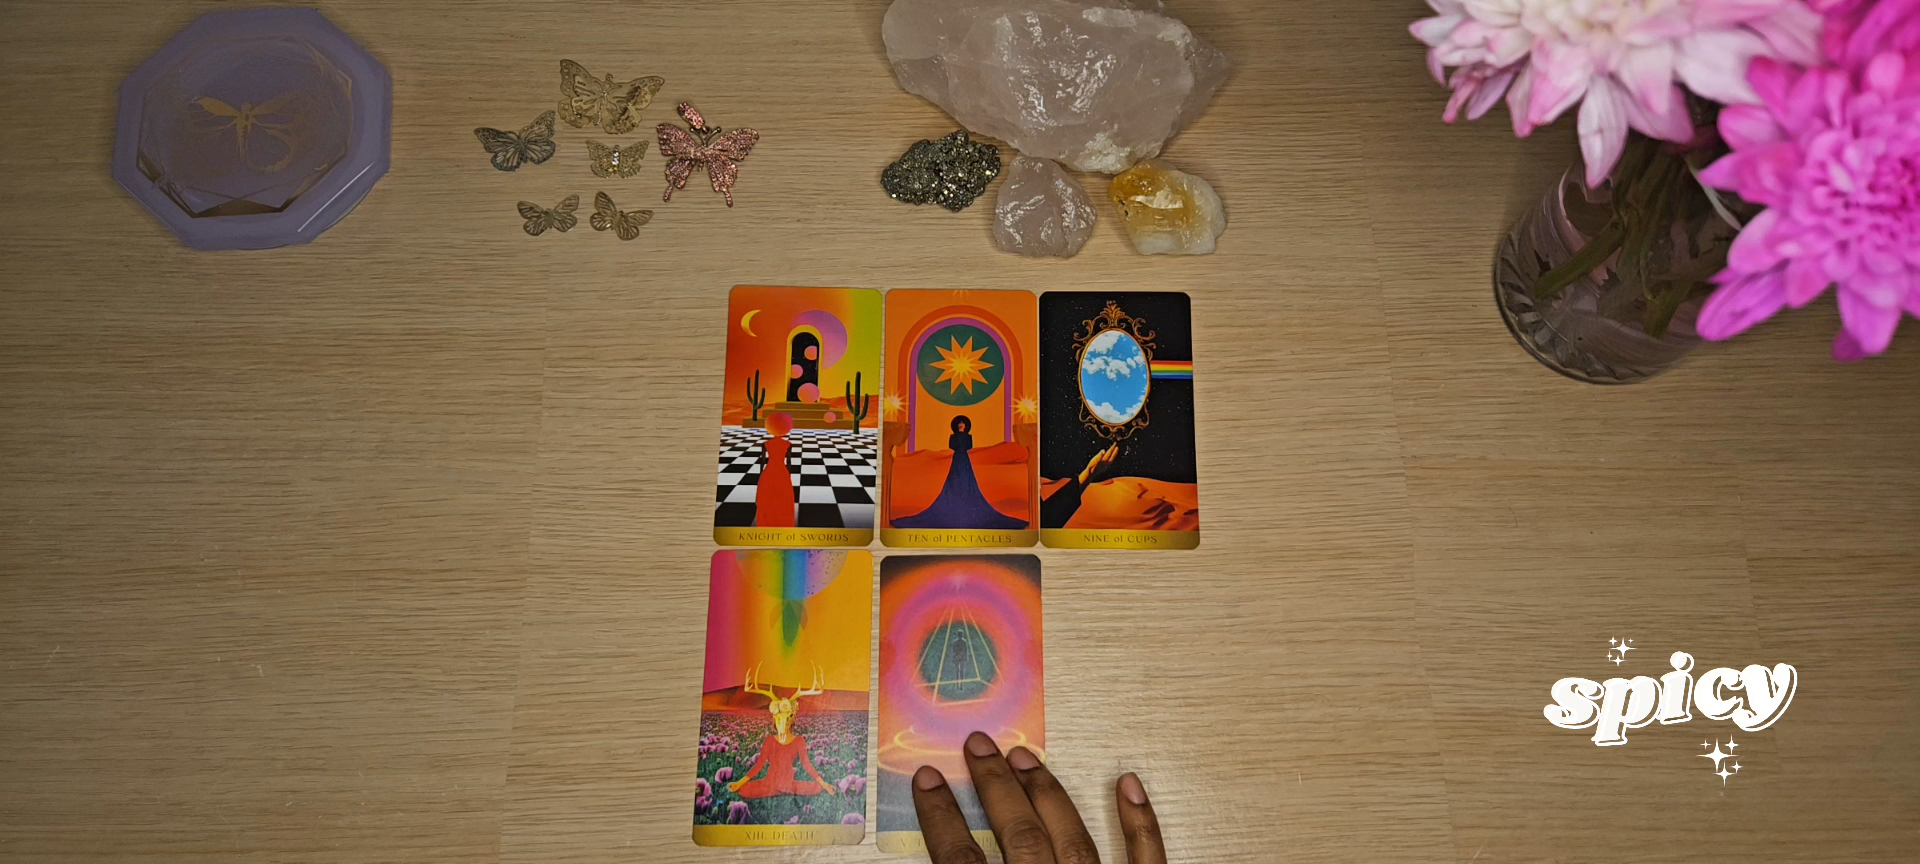 KNIGHT of SWORDS
TEN of PENTACLES
NINE of CUPS
XIII. DEATH
spicy